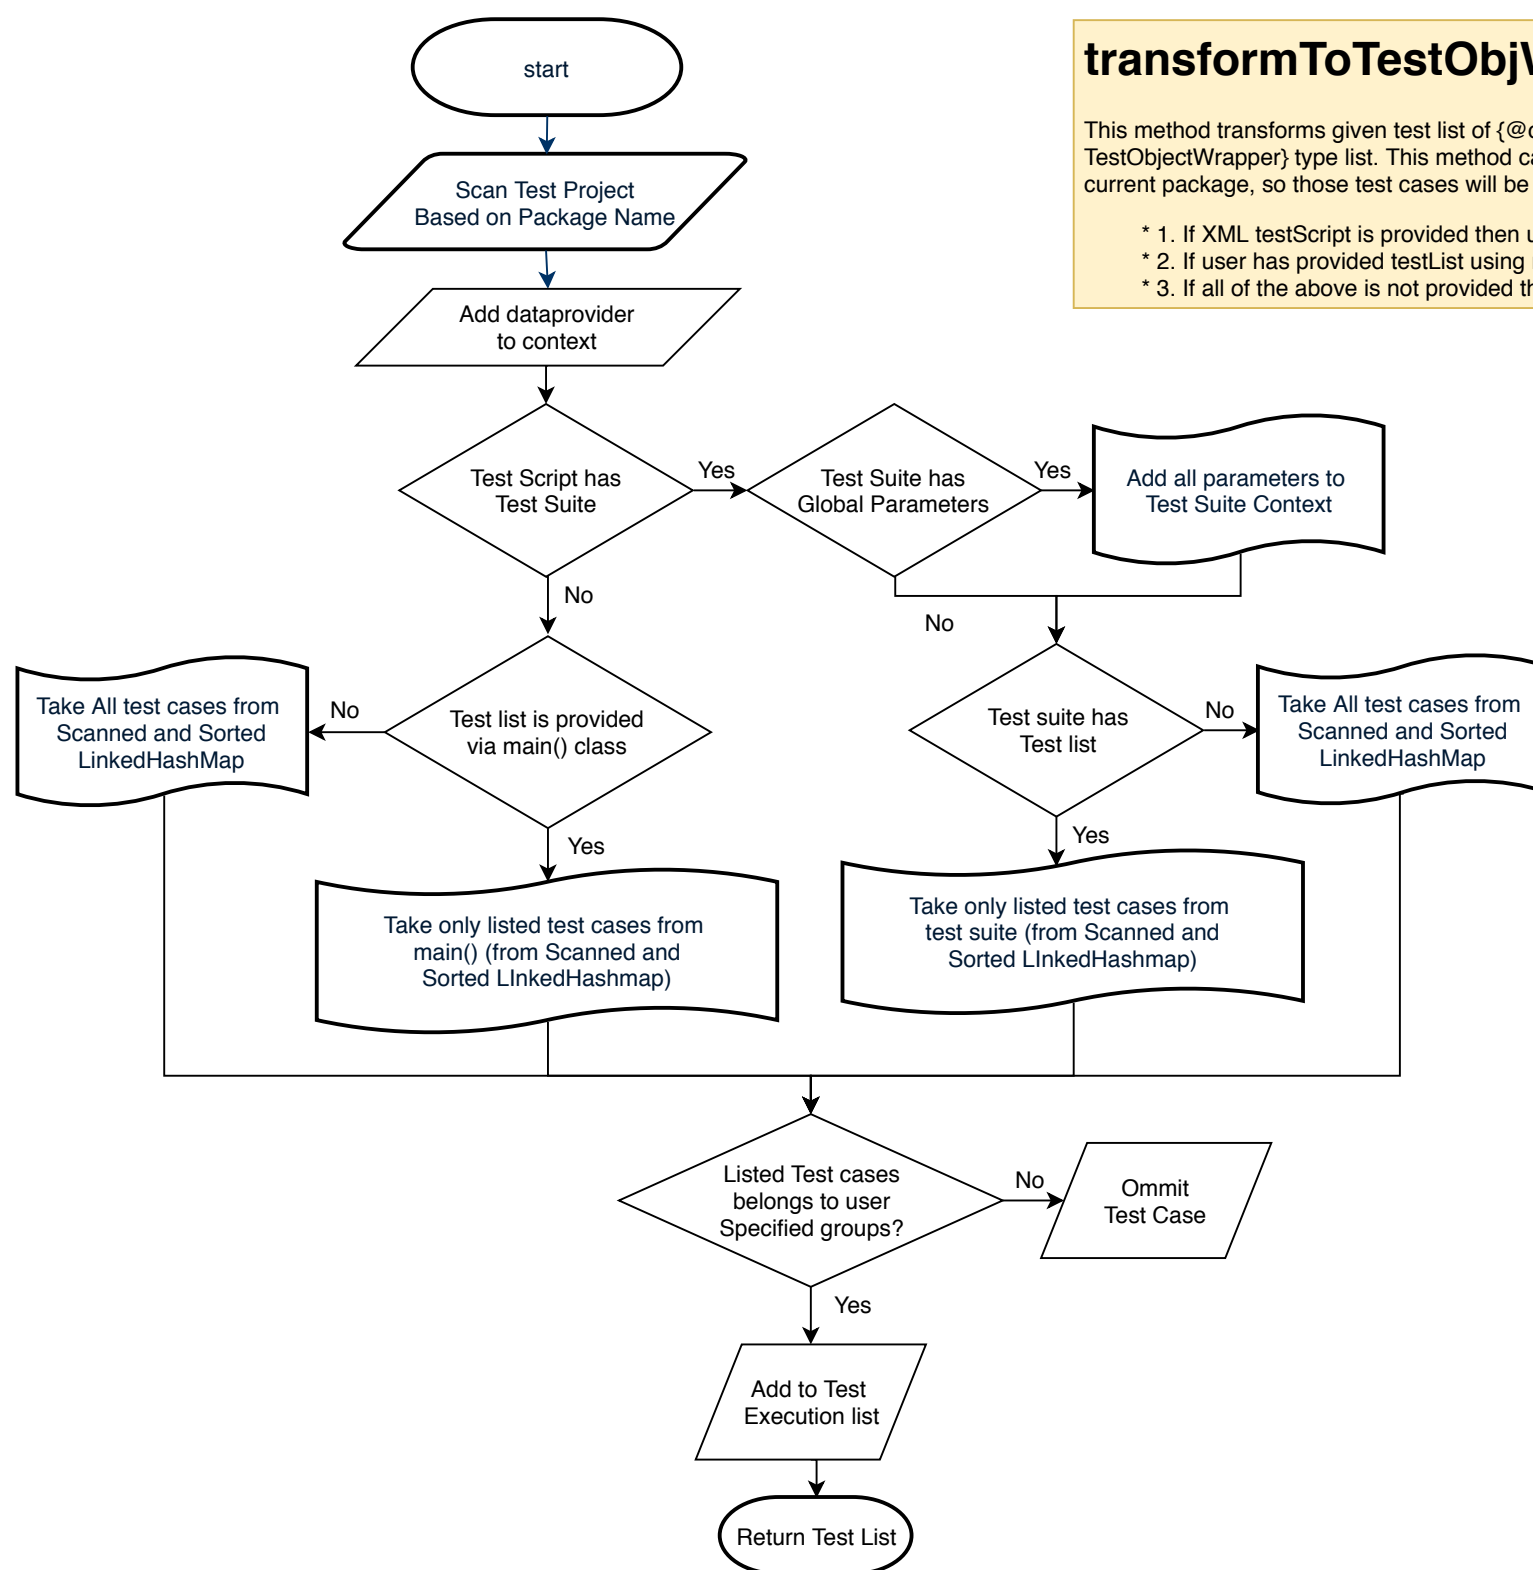 start
transformToTestObj
This method transforms given test list of
TestObjectWrapper} type list. This method
current package, so those test cases will be
* 1. If XML testScript is provided then
* 2. If user has provided testList using
* 3. If all of the above is not provided
Scan Test Project
Based on Package Name
Add dataprovider
to context
Test Script has
Test Suite
Yes
Test Suite has
Global Parameters
Yes
Add all parameters to
Test Suite Context
No
No
Take All test cases from
Scanned and Sorted
LinkedHashMap
No
Test list is provided
via main() class
Test suite has
Test list
No
Take All test cases from
Scanned and Sorted
LinkedHashMap
Yes
Yes
Take only listed test cases from
main() (from Scanned and
Sorted LInkedHashmap)
Take only listed test cases from
test suite (from Scanned and
Sorted LInkedHashmap)
Listed Test cases
belongs to user
Specified groups?
No
Ommit
Test Case
Yes
Add to Test
Execution list
Return Test List